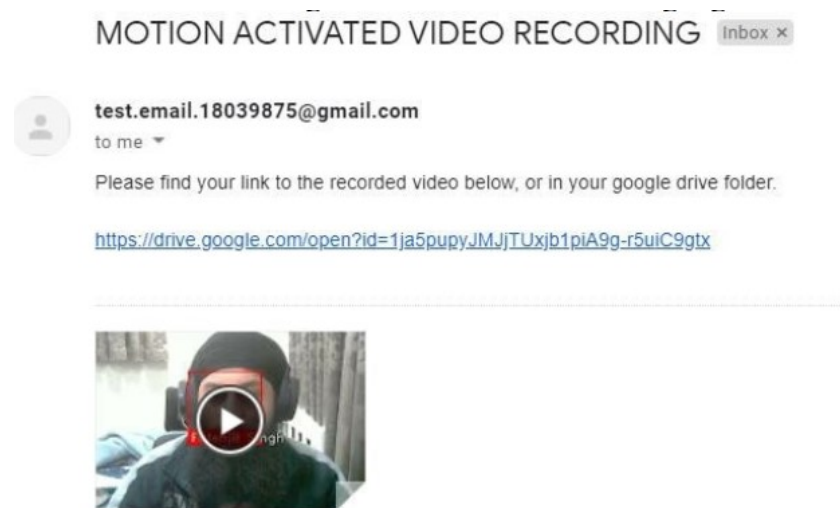 MOTION ACTIVATED VIDEO RECORDING Inbox ×
test.email.18039875@gmail.com
to me
Please find your link to the recorded video below, or in your google drive folder.
https://drive.google.com/open?id=1ja5pupyJMJjTUxjb1piA9g-r5uiC9gtx